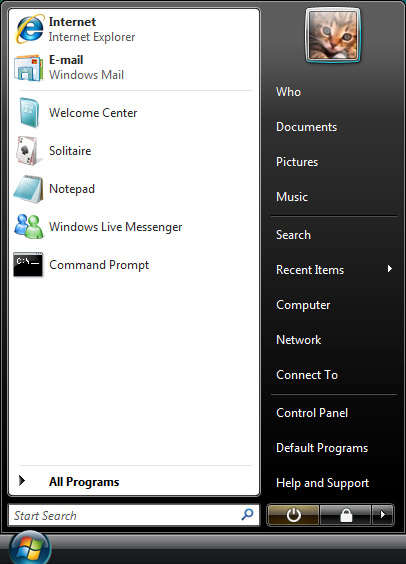 Internet
Internet Explorer
E-mail
Windows Mail
Welcome Center
Solitaire
Notepad
Windows Live Messenger
C:\_
Command Prompt
All Programs
Start Search
Who
Documents
Pictures
Music
Search
Recent Items
Computer
Network
Connect To
Control Panel
Default Programs
Help and Support